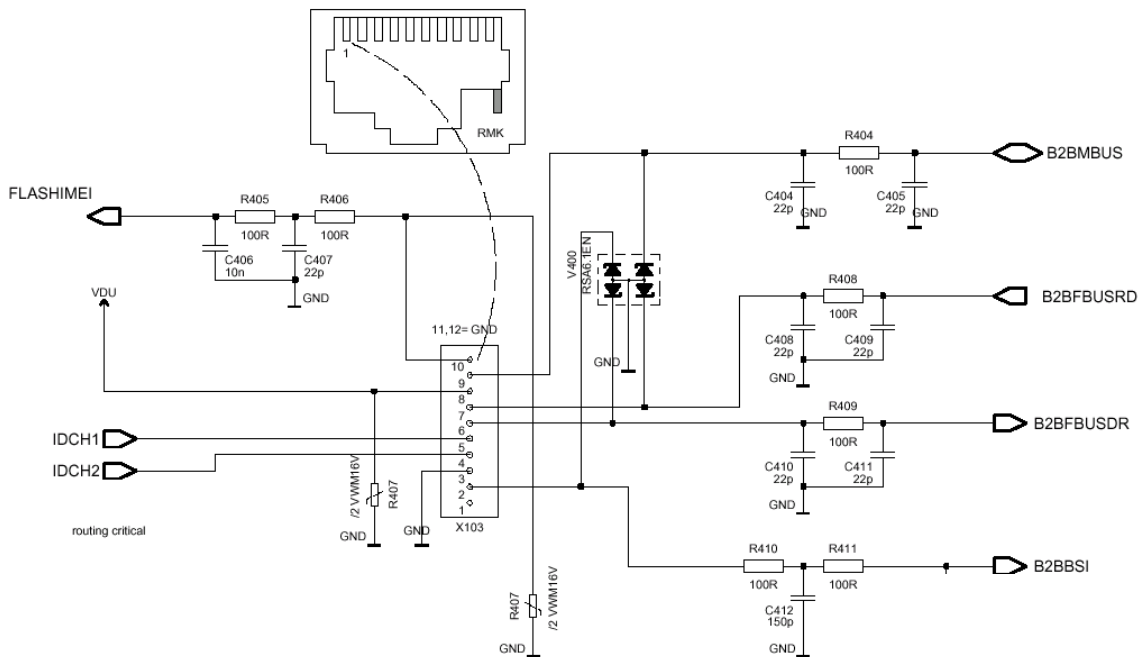 1
RMK
R404
100R
B2BMBUS
C404
22p
GND
C405
22p
GND
FLASHIMEI
R405
R406
100R
100R
C406
10n
C407
22p
GND
VDU
V400
RSA6.1EN
GND
R408
100R
B2BFBUSRD
C408
22p
C409
22p
GND
11,12= GND
10
9
8
7
6
5
4
3
2
1
X103
R409
100R
B2BFBUSDR
C410
22p
C411
22p
GND
IDCH1
IDCH2
/2 VWM16V
R407
GND
GND
routing critical
R410
R411
100R
100R
B2BBSI
C412
150p
GND
R407
/2 VWM16V
GND